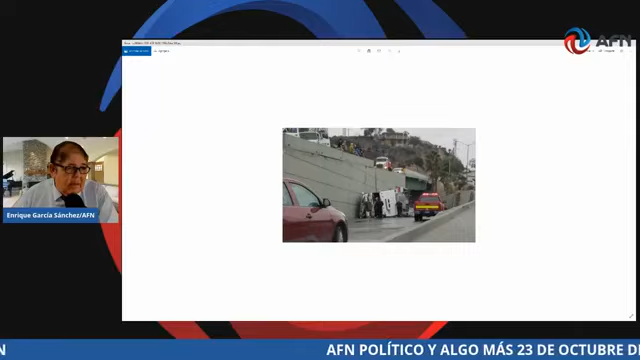 AFN
Enrique García Sánchez/AFN
N
AFN POLÍTICO Y ALGO MÁS 23 DE OCTUBRE D